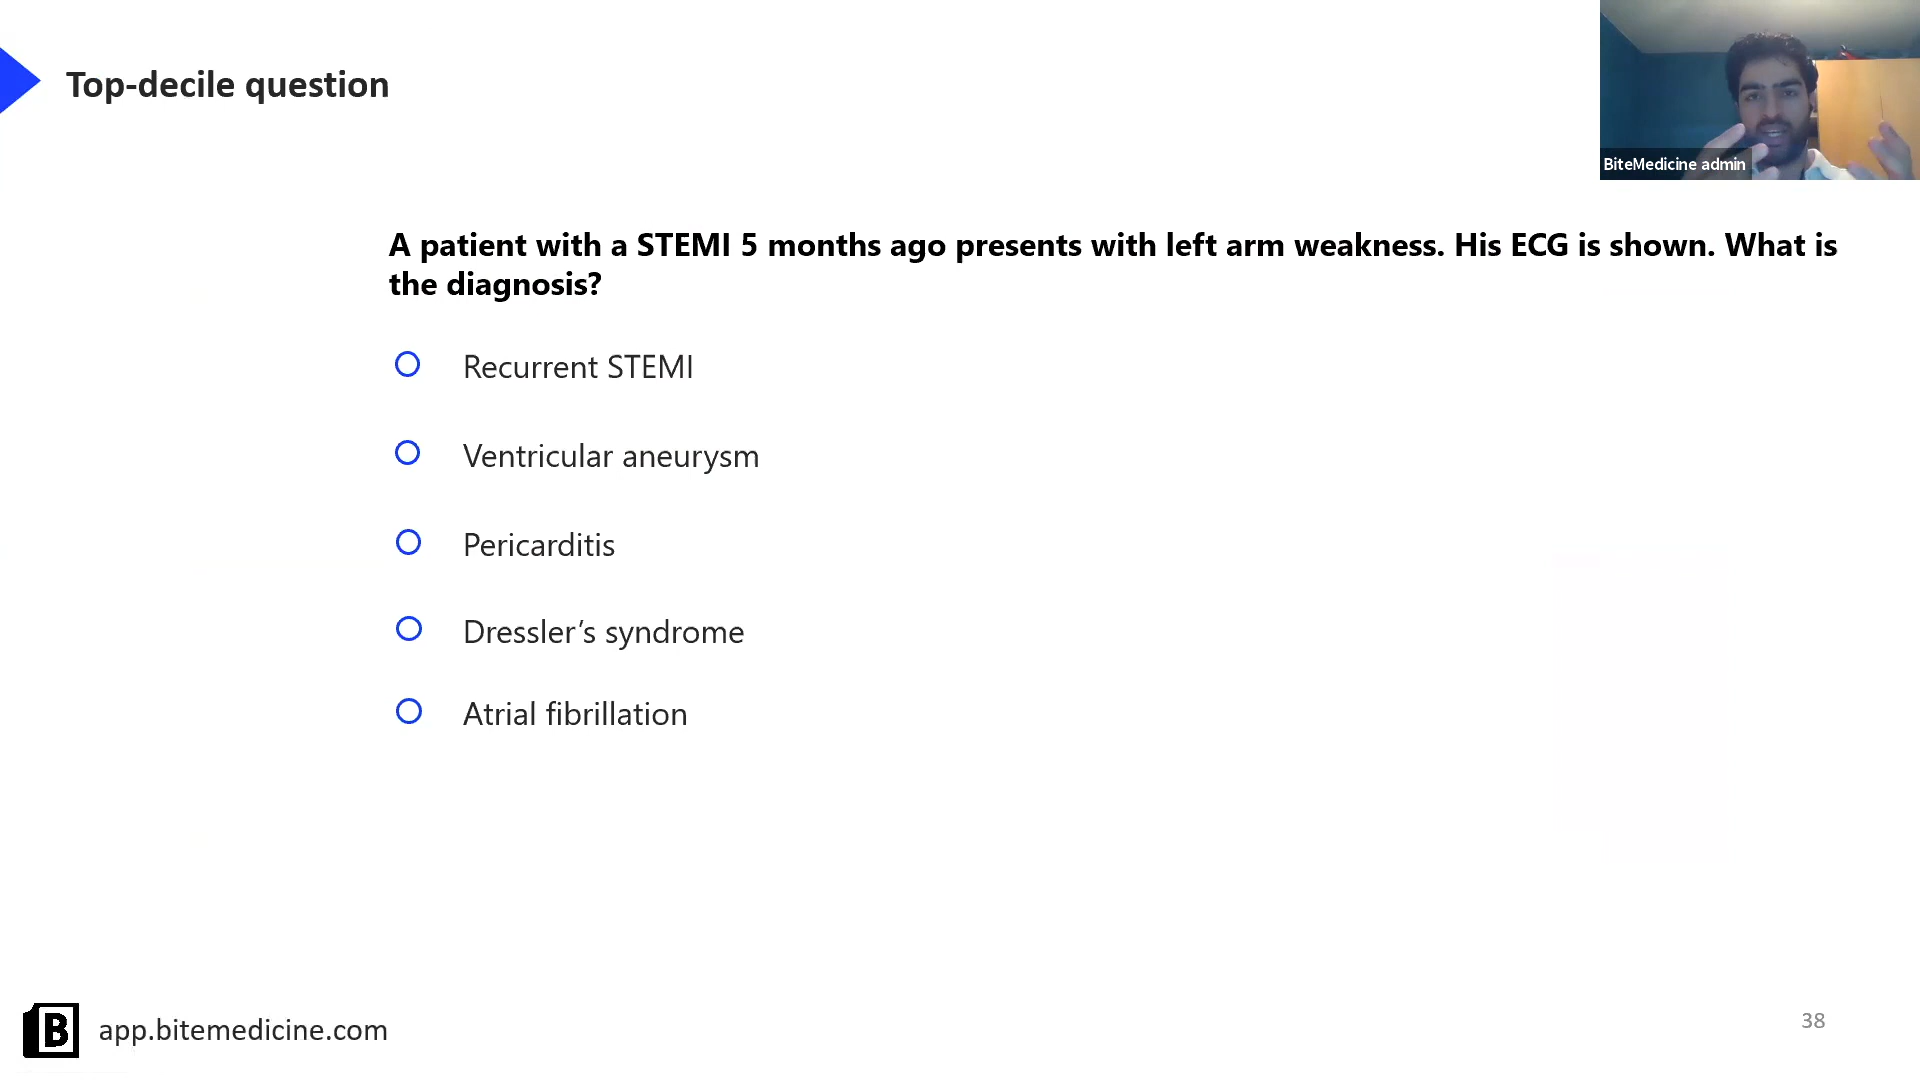 Top-decile question
BiteMedicine admin
A patient with a STEMI 5 months ago presents with left arm weakness. His ECG is shown. What is
the diagnosis?
Recurrent STEMI
Ventricular aneurysm
Pericarditis
Dressler’s syndrome
Atrial fibrillation
B
app.bitemedicine.com
38